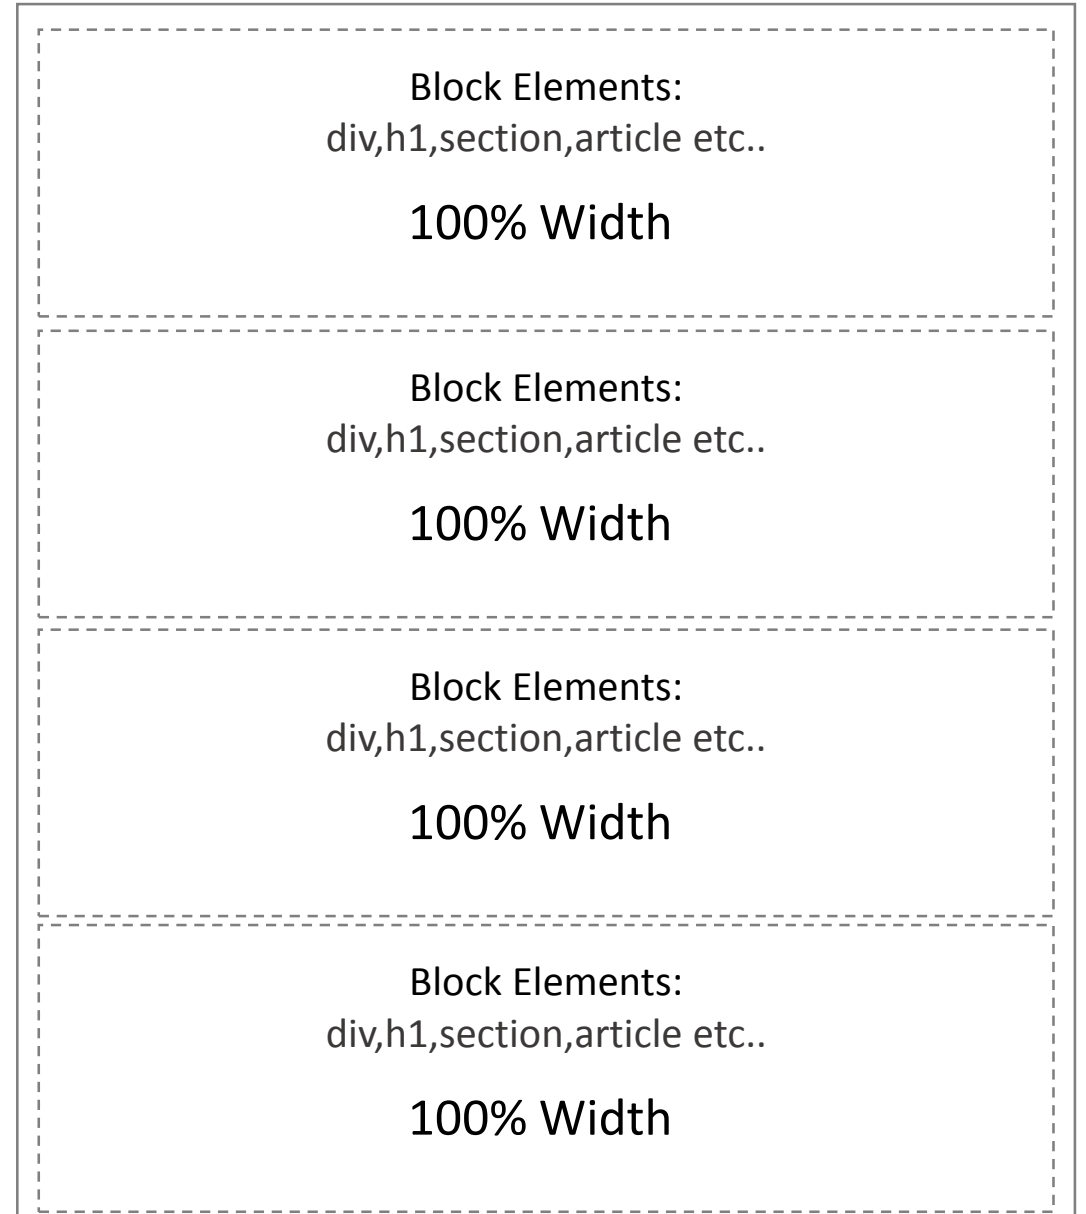 Block Elements:
div,h1,section,article etc..
100% Width
Block Elements:
div,h1,section,article etc..
100% Width
Block Elements:
div,h1,section,article etc..
100% Width
Block Elements:
div,h1,section,article etc..
100% Width